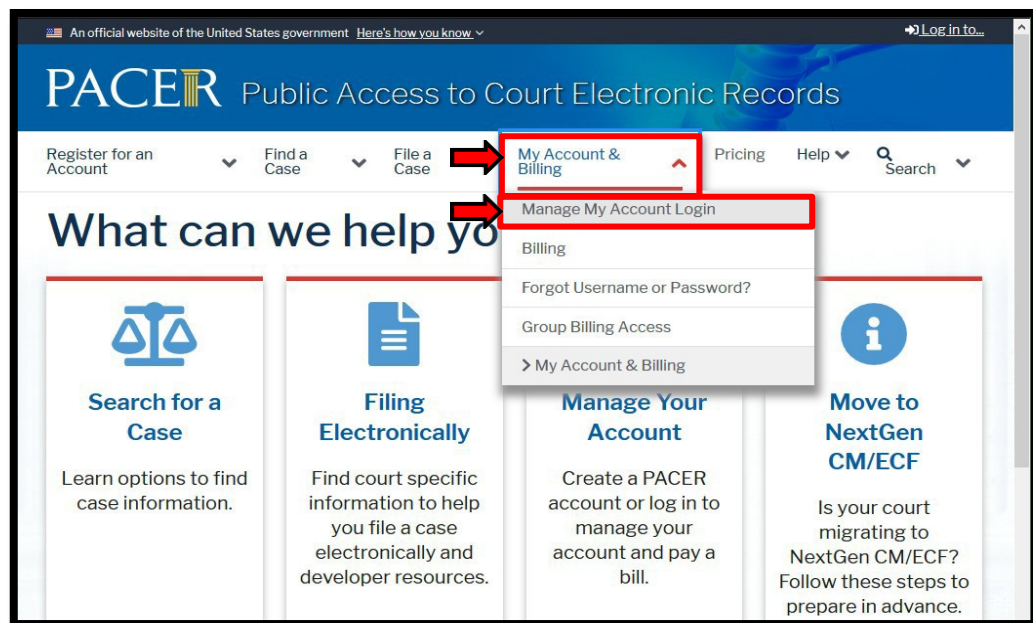 An official website of the United States government Here's how you know
Log in to...
PACER Public Access to Court Electronic Records
Register for an
Account
Find a
Case
File a
Case
My Account &
Billing
Pricing
Help
Search
What can we help yo
Manage My Account Login
Billing
Forgot Username or Password?
Group Billing Access
My Account & Billing
Search for a
Case
Learn options to find
case information.
Filing
Electronically
Find court specific
information to help
you file a case
electronically and
developer resources.
Manage Your
Account
Create a PACER
account or log in to
manage your
account and pay a
bill.
Move to
NextGen
CM/ECF
Is your court
migrating to
NextGen CM/ECF?
Follow these steps to
prepare in advance.